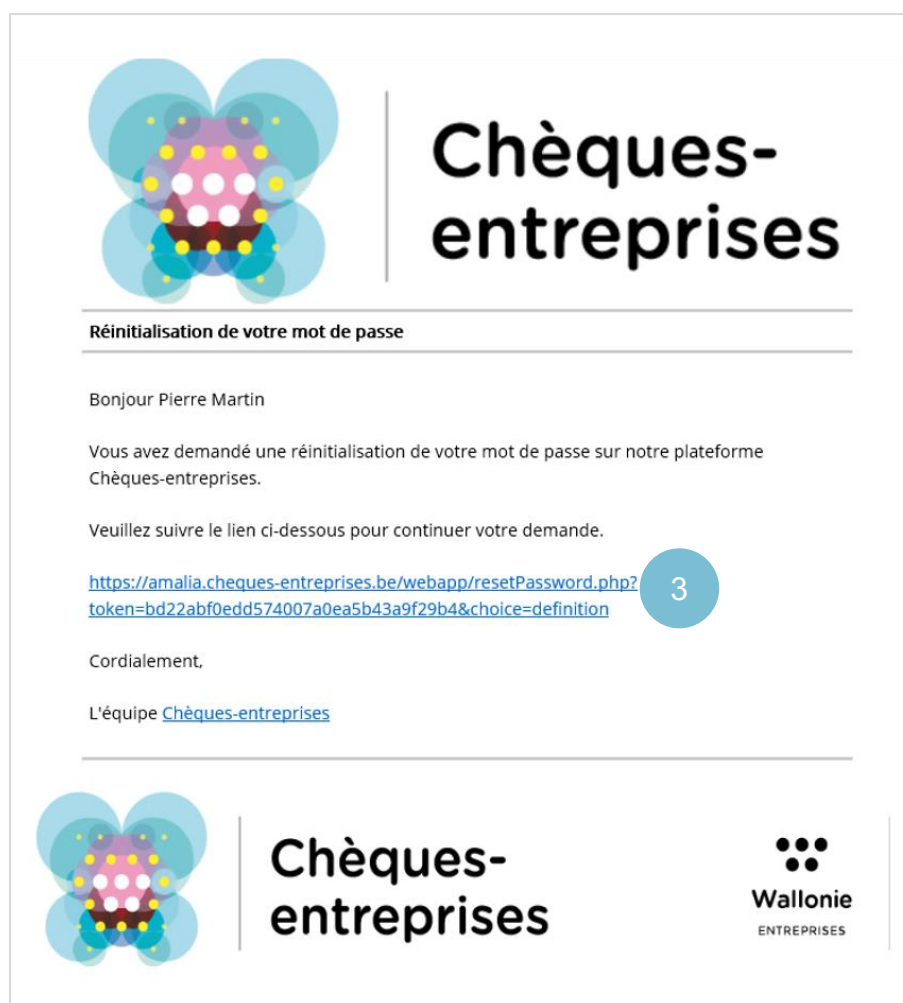 Chèques-
entreprises
Réinitialisation de votre mot de passe
Bonjour Pierre Martin
Vous avez demandé une réinitialisation de votre mot de passe sur notre plateforme
Chèques-entreprises.
Veuillez suivre le lien ci-dessous pour continuer votre demande.
https://amalia.cheques-entreprises.be/webapp/resetPassword.php?
token=bd22abf0edd574007a0ea5b43a9f29b4&choice=definition
3
Cordialement,
L'équipe Chèques-entreprises
Chèques-
entreprises
Wallonie
ENTREPRISES